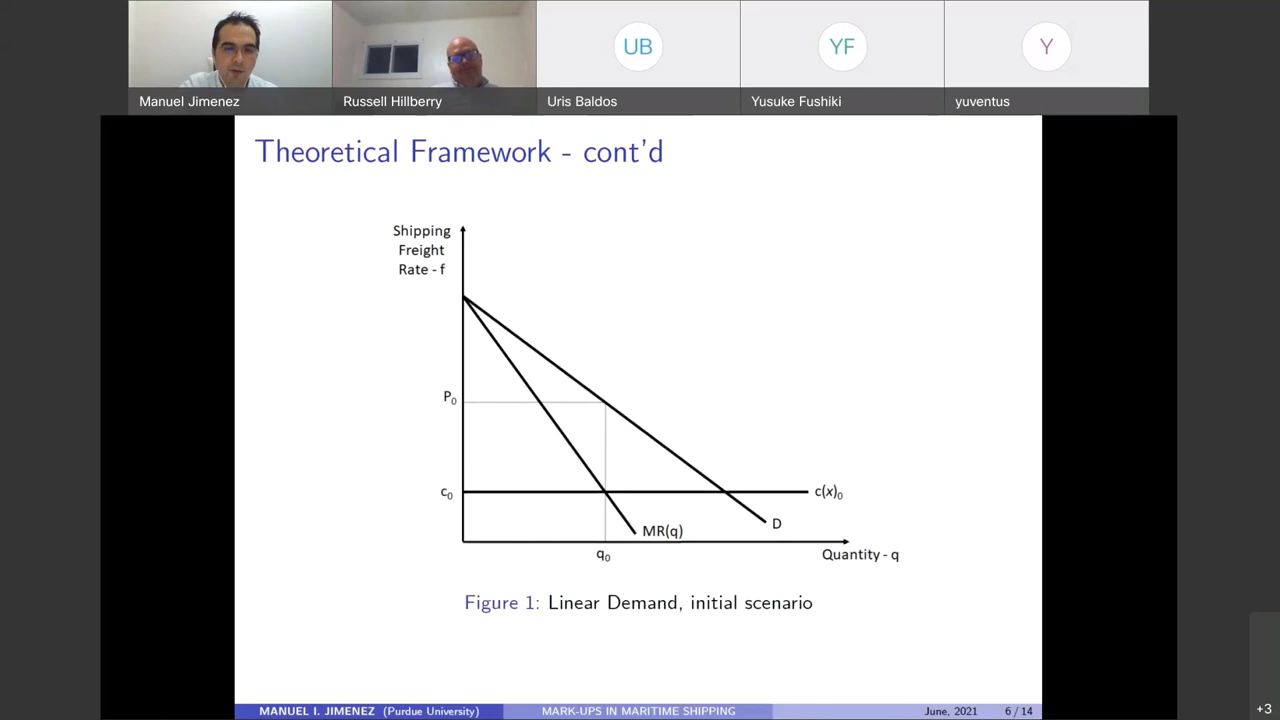 UB
YF
Y
Manuel Jimenez
Russell Hillberry
Uris Baldos
Yusuke Fushiki
yuventus
Theoretical Framework - cont'd
Shipping
Freight
Rate - f
P₀
c₀
c(x)₀
D
MR(q)
q₀
Quantity - q
Figure 1: Linear Demand, initial scenario
MANUEL I. JIMENEZ (Purdue University)
MARK-UPS IN MARITIME SHIPPING
June, 2021
6 / 14
+3